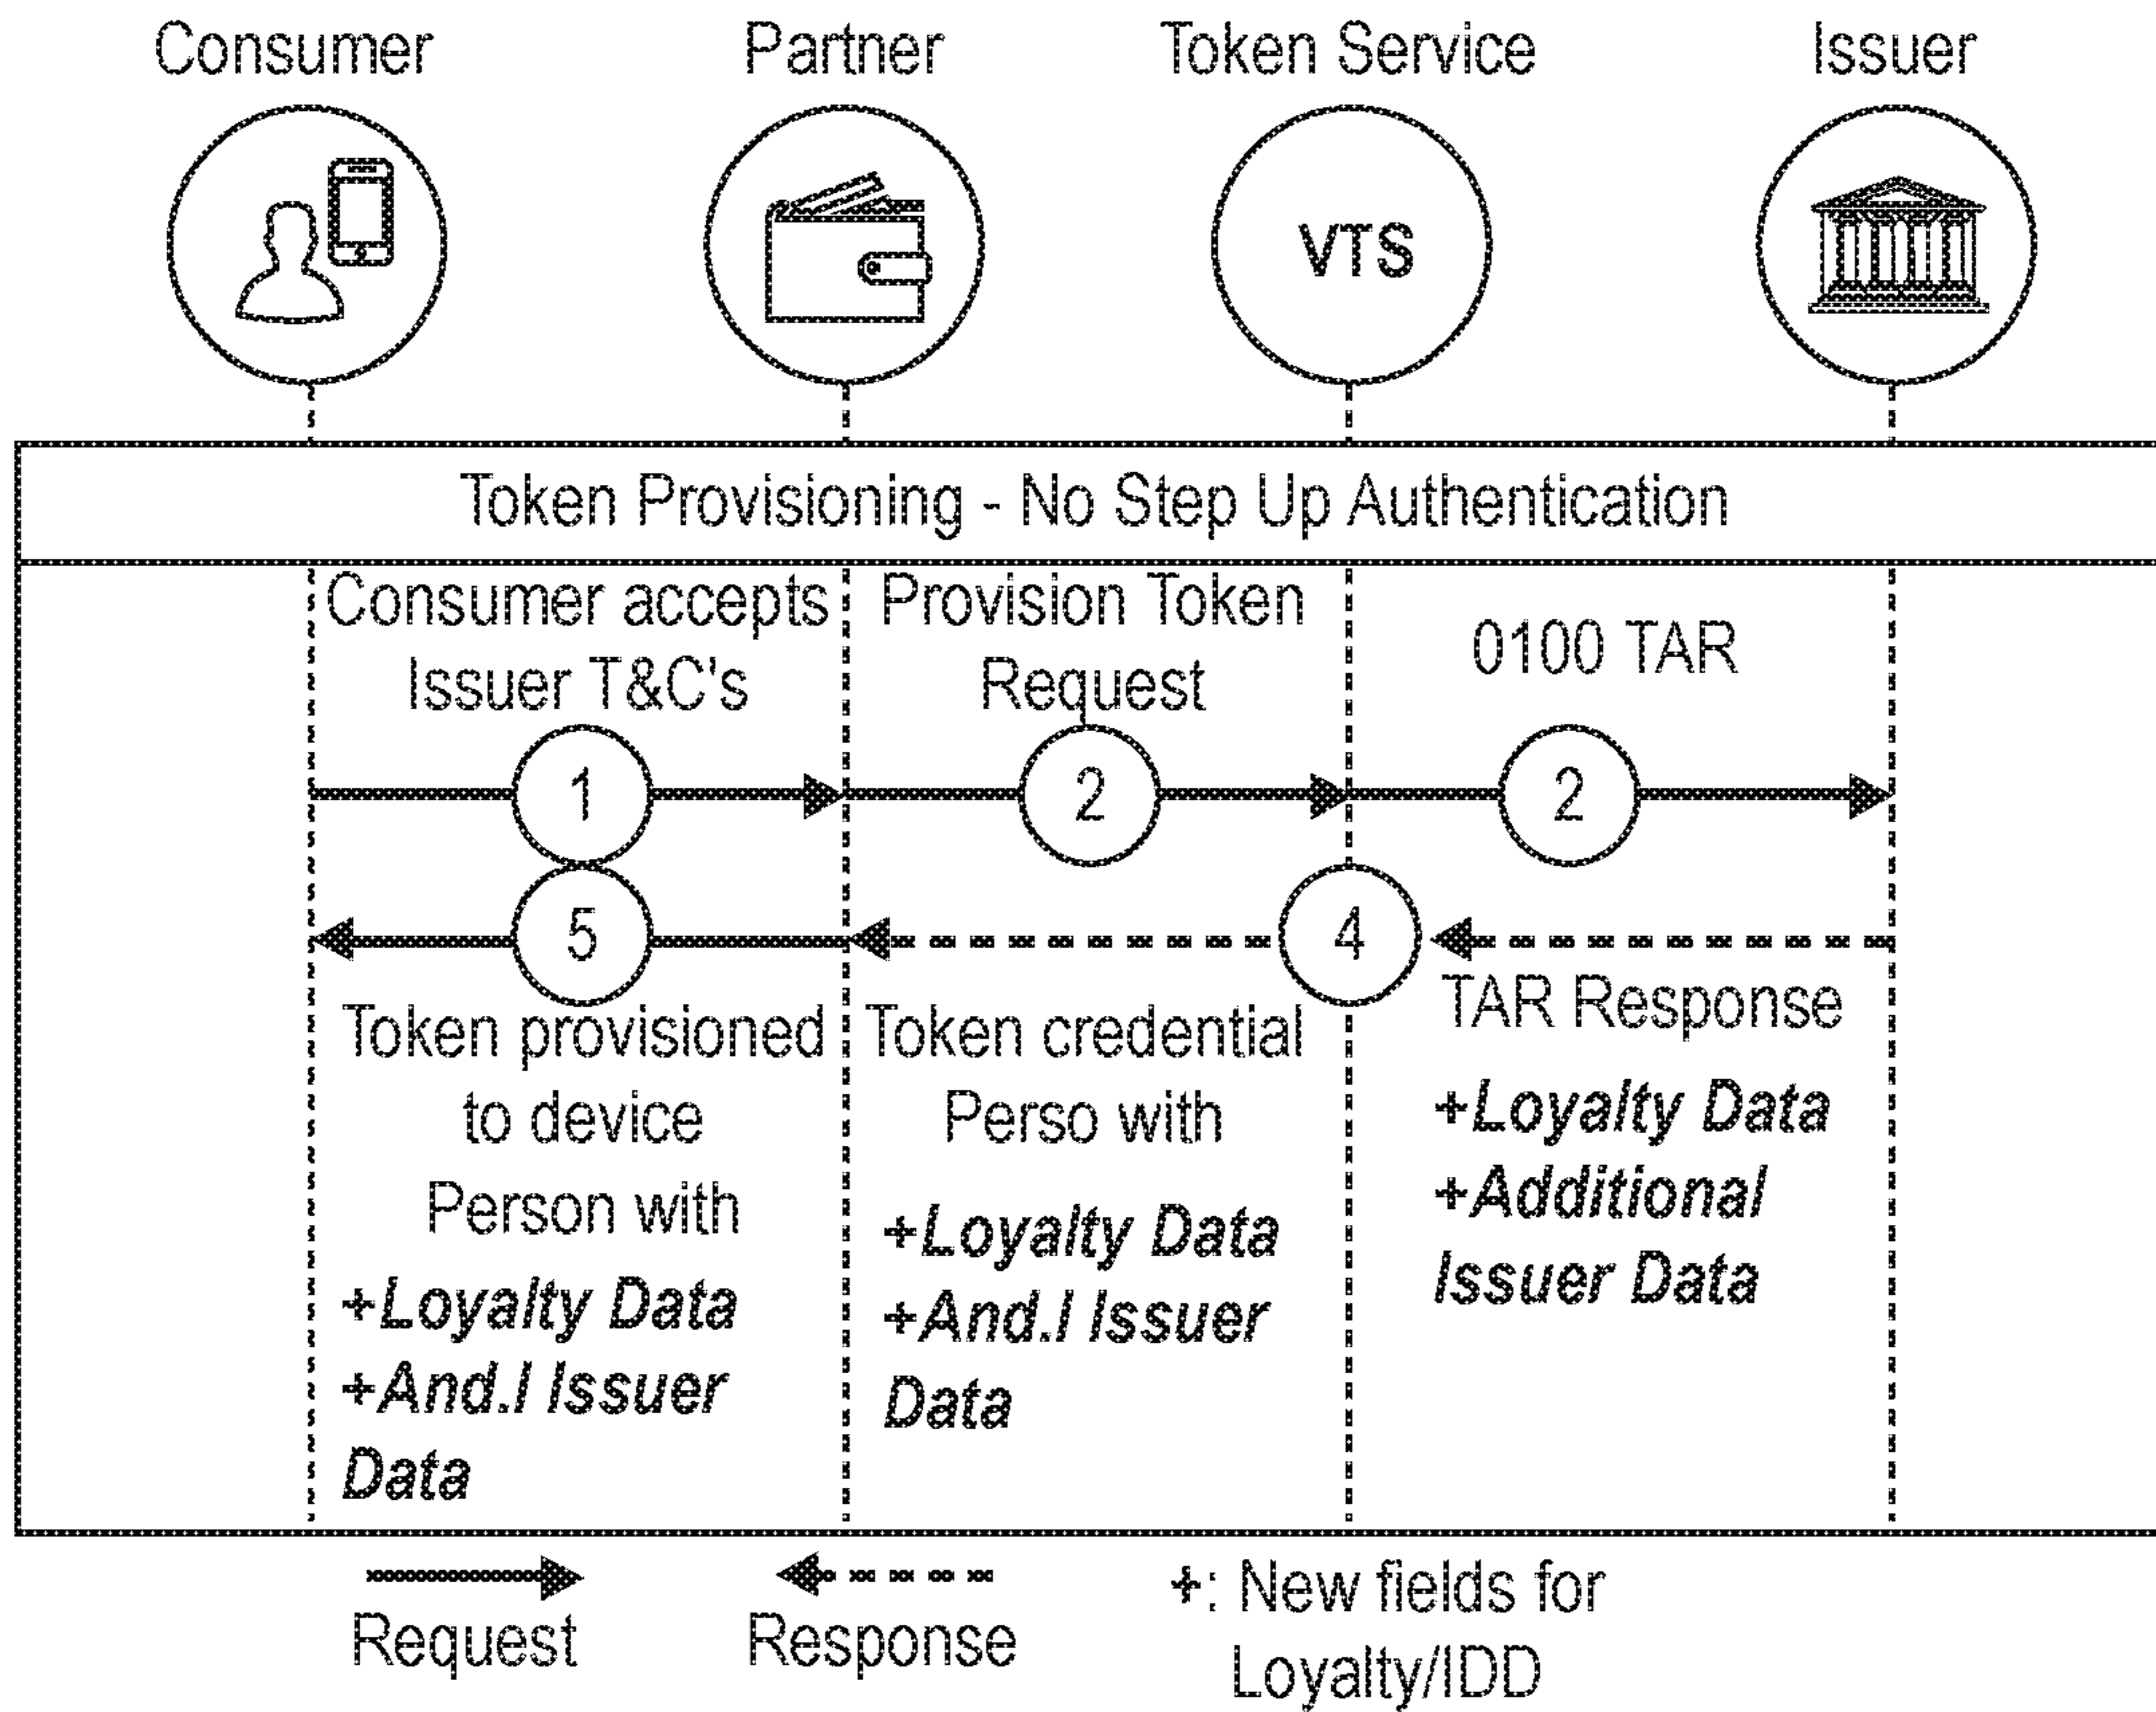 Consumer
Partner
Token Service
Issuer
VTS
Token Provisioning - No Step Up Authentication
Consumer accepts
Issuer T&C's
Provision Token
Request
0100 TAR
1
2
2
5
4
Token provisioned
to device
Person with
+Loyalty Data
+And.I Issuer
Data
Token credential
Perso with
+Loyalty Data
+And.I Issuer
Data
TAR Response
+Loyalty Data
+Additional
Issuer Data
Request
Response
+: New fields for
Loyalty/IDD